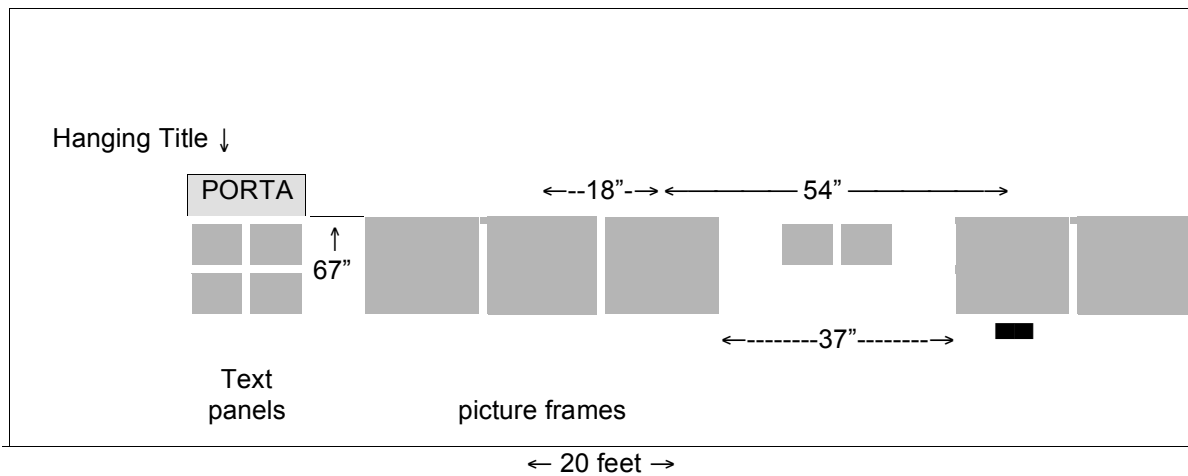 Hanging Title ↓
PORTA
←--18”-→
←——— 54” ———→
↑
67”
←--------37”--------→
Text
panels
picture frames
← 20 feet →